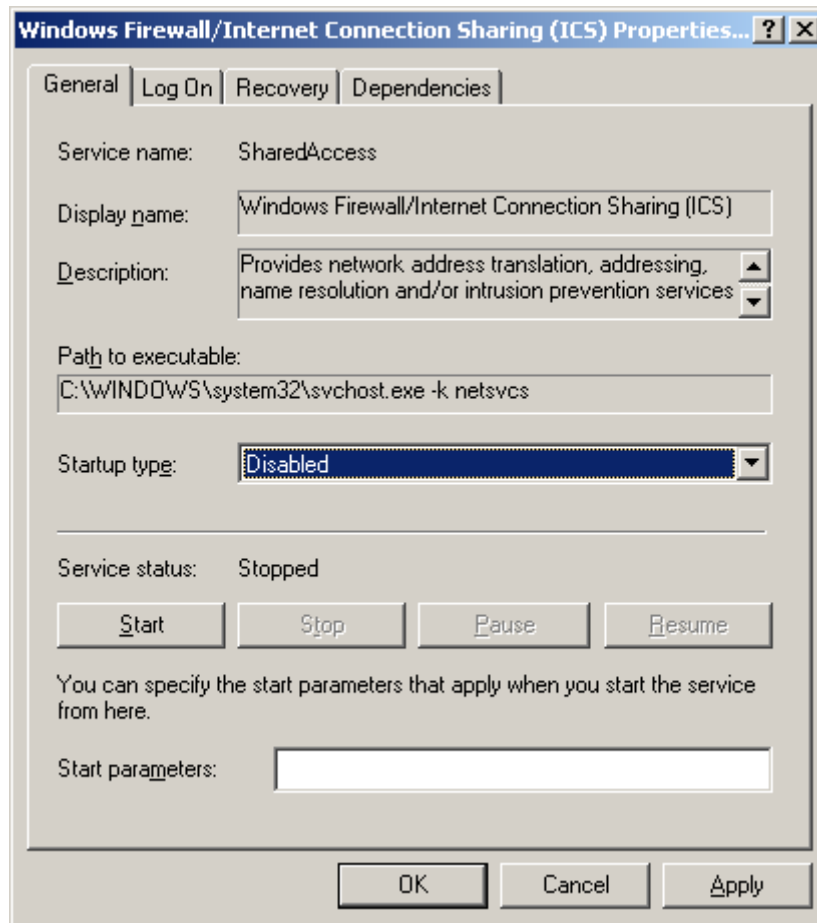 Windows Firewall/Internet Connection Sharing (ICS) Properties...
General Log On Recovery Dependencies
Service name: SharedAccess
Display name: Windows Firewall/Internet Connection Sharing (ICS)
Description: Provides network address translation, addressing,
name resolution and/or intrusion prevention services
Path to executable:
C:\WINDOWS\system32\svchost.exe -k netsvcs
Startup type: Disabled
Service status: Stopped
Start Stop Pause Resume
You can specify the start parameters that apply when you start the service
from here.
Start parameters:
OK Cancel Apply